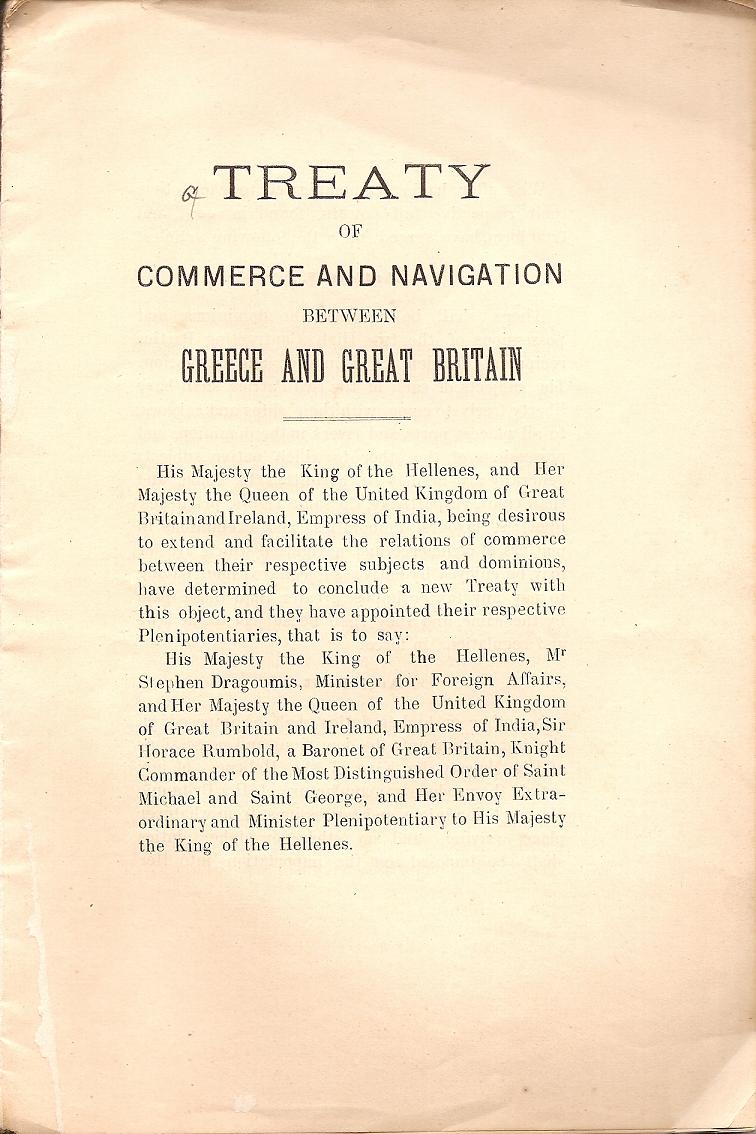 TREATY
OF
COMMERCE AND NAVIGATION
BETWEEN
GREECE AND GREAT BRITAIN
His Majesty the King of the Hellenes, and Her
Majesty the Queen of the United Kingdom of Great
Britain and Ireland, Empress of India, being desirous
to extend and facilitate the relations of commerce
between their respective subjects and dominions,
have determined to conclude a new Treaty with
this object, and they have appointed their respective
Plenipotentiaries, that is to say:
His Majesty the King of the Hellenes, Mr
Stephen Dragoumis, Minister for Foreign Affairs,
and Her Majesty the Queen of the United Kingdom
of Great Britain and Ireland, Empress of India, Sir
Horace Rumbold, a Baronet of Great Britain, Knight
Commander of the Most Distinguished Order of Saint
Michael and Saint George, and Her Envoy Extra-
ordinary and Minister Plenipotentiary to His Majesty
the King of the Hellenes.